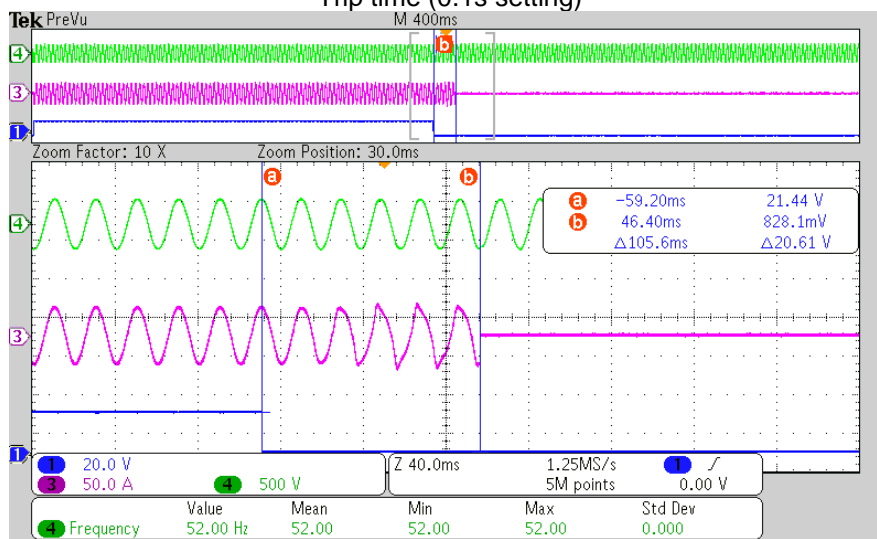 Trip time (0.1s setting)
Tek PreVu M 400ms
b
4
3
1
Zoom Factor: 10 X Zoom Position: 30.0ms
a b
a -59.20ms 21.44 V
b 46.40ms 828.1mV
△105.6ms △20.61 V
4
3
1
1 20.0 V Z 40.0ms 1.25MS/s 1 ∫ 
3 50.0 A 4 500 V 5M points 0.00 V
Value Mean Min Max Std Dev
4 Frequency 52.00 Hz 52.00 52.00 52.00 0.000